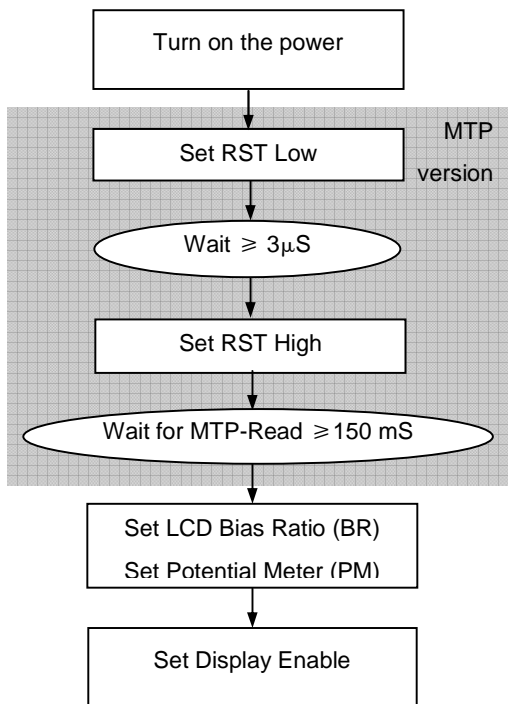 Turn on the power
MTP
Set RST Low
version
Wait ≥ 3μS
Set RST High
Wait for MTP-Read ≥150 mS
Set LCD Bias Ratio (BR)
Set Potential Meter (PM)
Set Display Enable